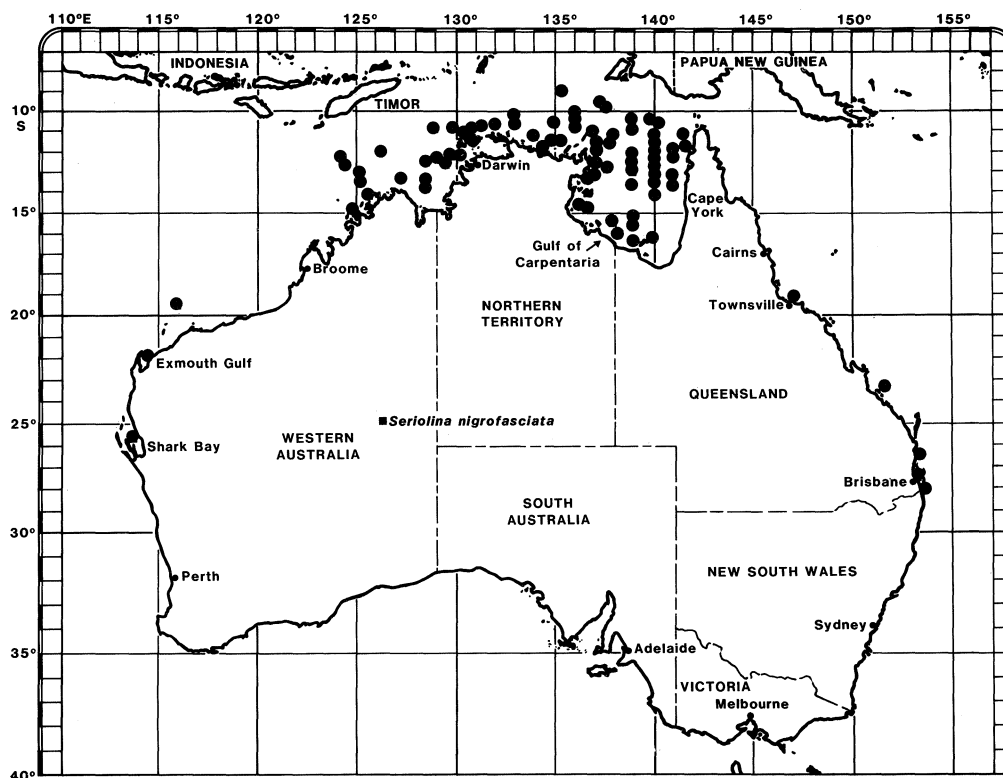 110°E 115° 120° 125° 130° 135° 140° 145° 150° 155°
INDONESIA
PAPUA NEW GUINEA
TIMOR
10°
S
Darwin
15°
Cape
York
Gulf of
Carpentaria
Cairns
Broome
NORTHERN
TERRITORY
Townsville
20°
Exmouth Gulf
QUEENSLAND
25°
Seriolina nigrofasciata
Shark Bay
WESTERN
AUSTRALIA
Brisbane
SOUTH
AUSTRALIA
30°
Perth
NEW SOUTH WALES
Sydney
35°
Adelaide
VICTORIA
Melbourne
40°